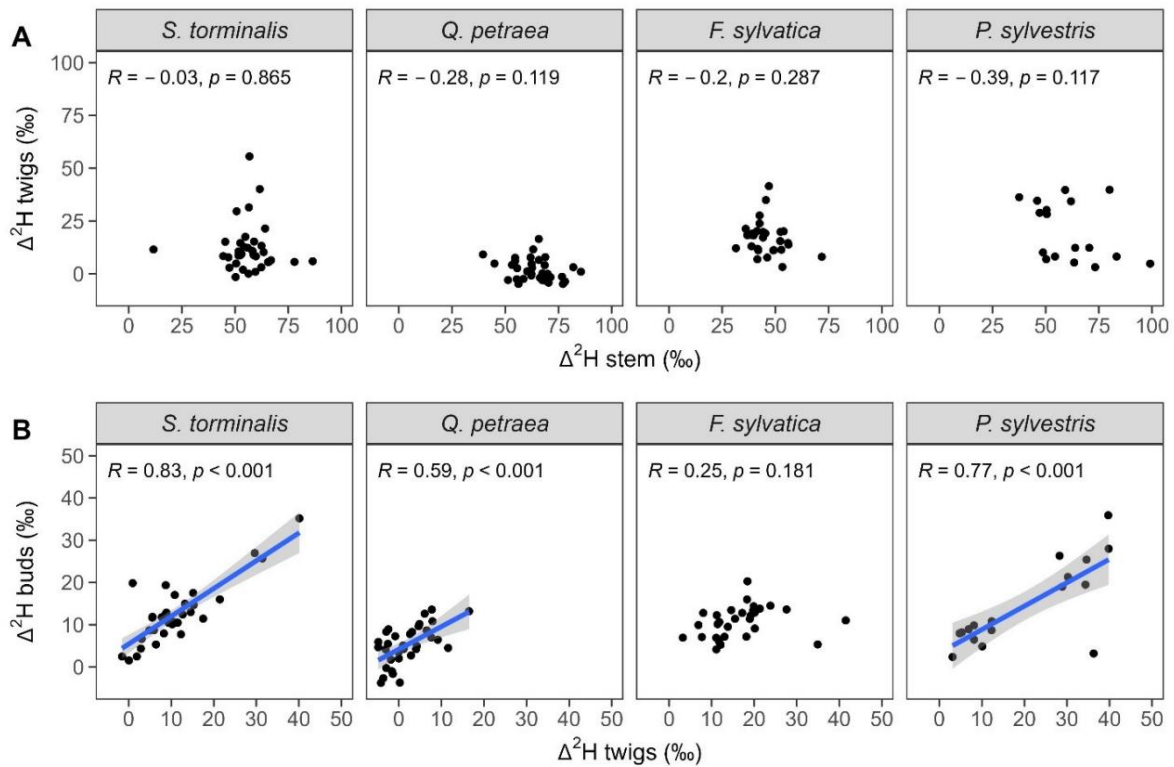 A
S. torminalis Q. petraea F. sylvatica P. sylvestris
R = − 0.03, p = 0.865 R = − 0.28, p = 0.119 R = − 0.2, p = 0.287 R = − 0.39, p = 0.117
100
75
50
25
0
Δ²H twigs (‰)
0 25 50 75 100 0 25 50 75 100 0 25 50 75 100 0 25 50 75 100
Δ²H stem (‰)
B
S. torminalis Q. petraea F. sylvatica P. sylvestris
R = 0.83, p < 0.001 R = 0.59, p < 0.001 R = 0.25, p = 0.181 R = 0.77, p < 0.001
50
40
30
20
10
0
Δ²H buds (‰)
0 10 20 30 40 50 0 10 20 30 40 50 0 10 20 30 40 50 0 10 20 30 40 50
Δ²H twigs (‰)